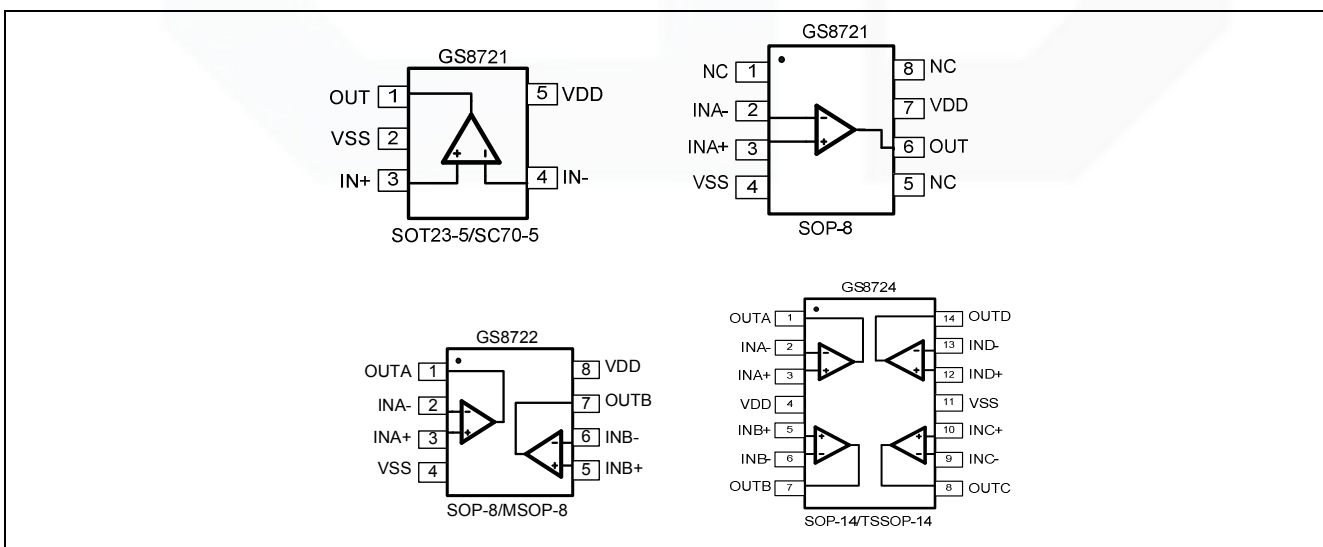 GS8721
OUT 1 5 VDD
VSS 2
IN+ 3 4 IN-
+ -
SOT23-5/SC70-5
GS8721
NC 1 8 NC
INA- 2 - 7 VDD
INA+ 3 + 6 OUT
VSS 4 5 NC
SOP-8
GS8722
OUTA 1 8 VDD
INA- 2 - 7 OUTB
INA+ 3 + - 6 INB-
VSS 4 + 5 INB+
SOP-8/MSOP-8
GS8724
OUTA 1 14 OUTD
INA- 2 - - 13 IND-
INA+ 3 + + 12 IND+
VDD 4 11 VSS
INB+ 5 + + 10 INC+
INB- 6 - - 9 INC-
OUTB 7 8 OUTC
SOP-14/TSSOP-14